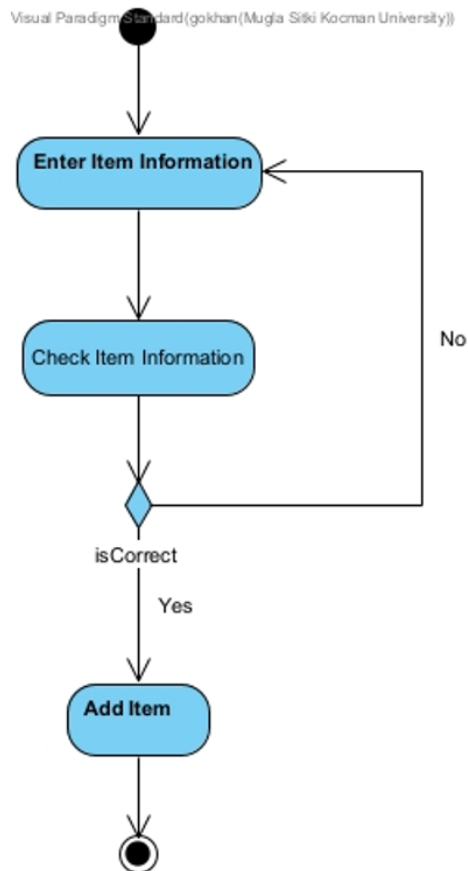 Visual Paradigm Standard(gokhan(Mugla Sitki Kocman University))
Enter Item Information
No
Check Item Information
isCorrect
Yes
Add Item